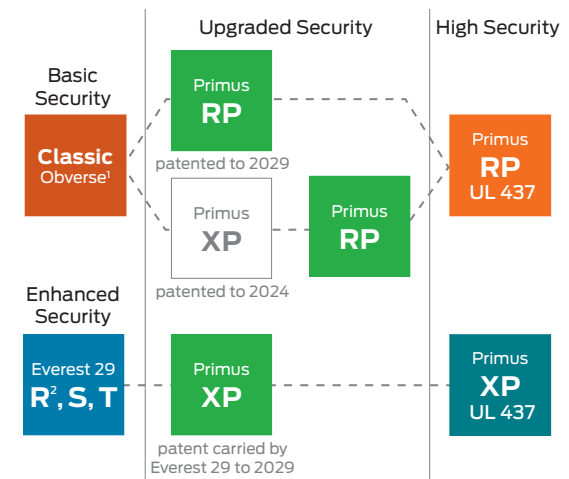 Upgraded Security
High Security
Basic
Security
Classic
Obverse¹
Primus
RP
patented to 2029
Primus
XP
patented to 2024
Primus
RP
Primus
RP
UL 437
Enhanced
Security
Everest 29
R², S, T
Primus
XP
patent carried by
Everest 29 to 2029
Primus
XP
UL 437